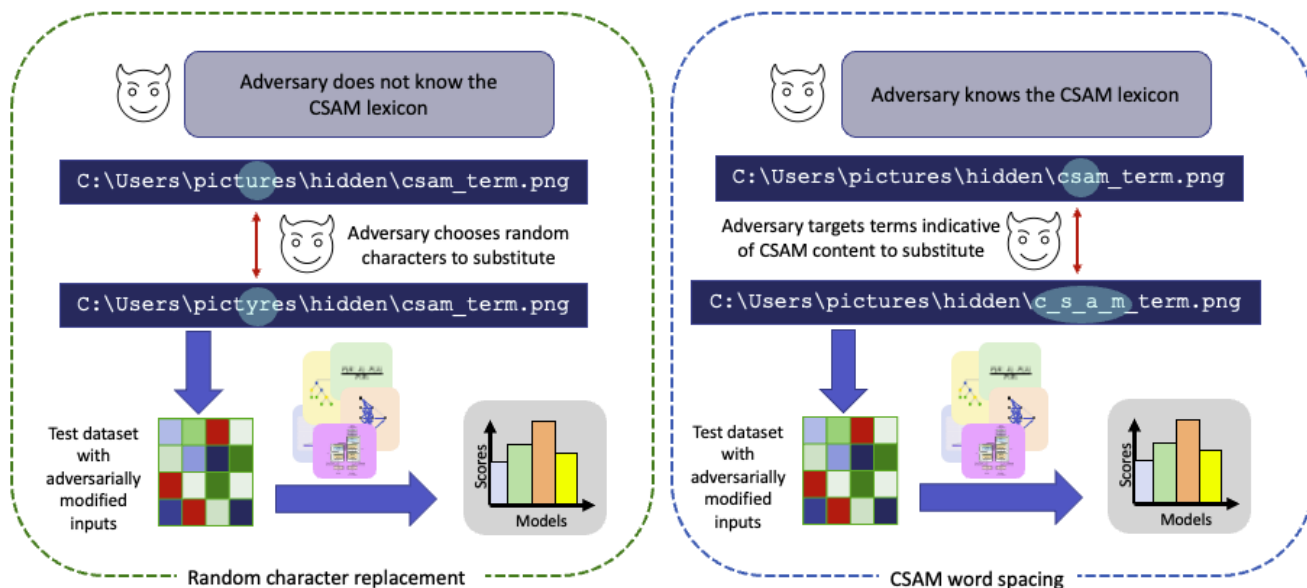 Adversary does not know the
CSAM lexicon
C:\Users\pictures\hidden\csam_term.png
Adversary chooses random
characters to substitute
C:\Users\pictyres\hidden\csam_term.png
Test dataset
with
adversarially
modified
inputs
Scores
Models
Random character replacement
Adversary knows the CSAM lexicon
C:\Users\pictures\hidden\csam_term.png
Adversary targets terms indicative
of CSAM content to substitute
C:\Users\pictures\hidden\c_s_a_m_term.png
Test dataset
with
adversarially
modified
inputs
Scores
Models
CSAM word spacing